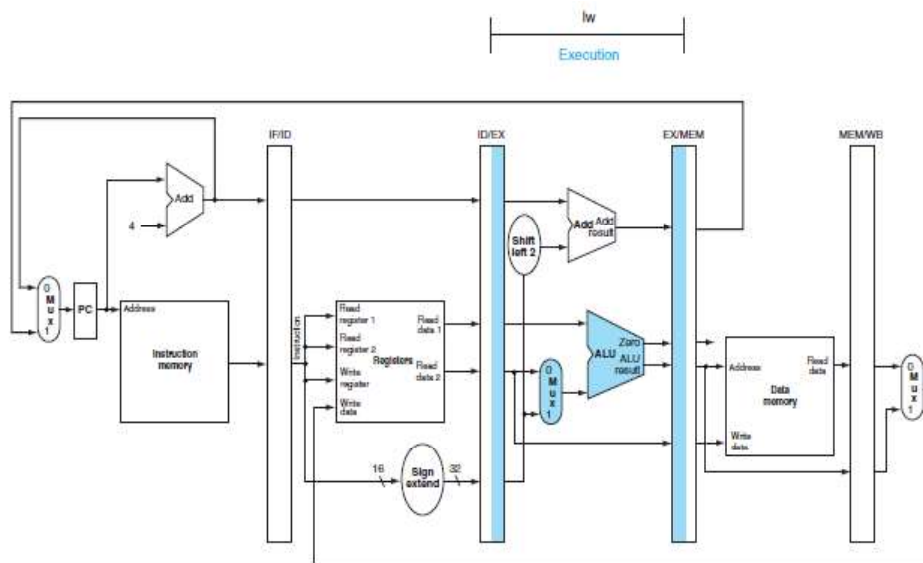 lw
Execution
IF/ID
ID/EX
EX/MEM
MEM/WB
Add
4
Shift
left 2
Add Add
result
0
M
u
x
1
PC
Address
Instruction
memory
Instruction
Read
register 1
Read
register 2
Write
register
Write
data
Registers
Read
data 1
Read
data 2
16
Sign
extend
32
0
M
u
x
1
Zero
ALU ALU
result
Address
Data
memory
Read
data
Write
data
0
M
u
x
1